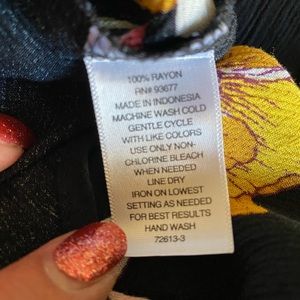 100% RAYON
RN# 93677
MADE IN INDONESIA
MACHINE WASH COLD
GENTLE CYCLE
WITH LIKE COLORS
USE ONLY NON-
CHLORINE BLEACH
WHEN NEEDED
LINE DRY
IRON ON LOWEST
SETTING AS NEEDED
FOR BEST RESULTS
HAND WASH
72613-3